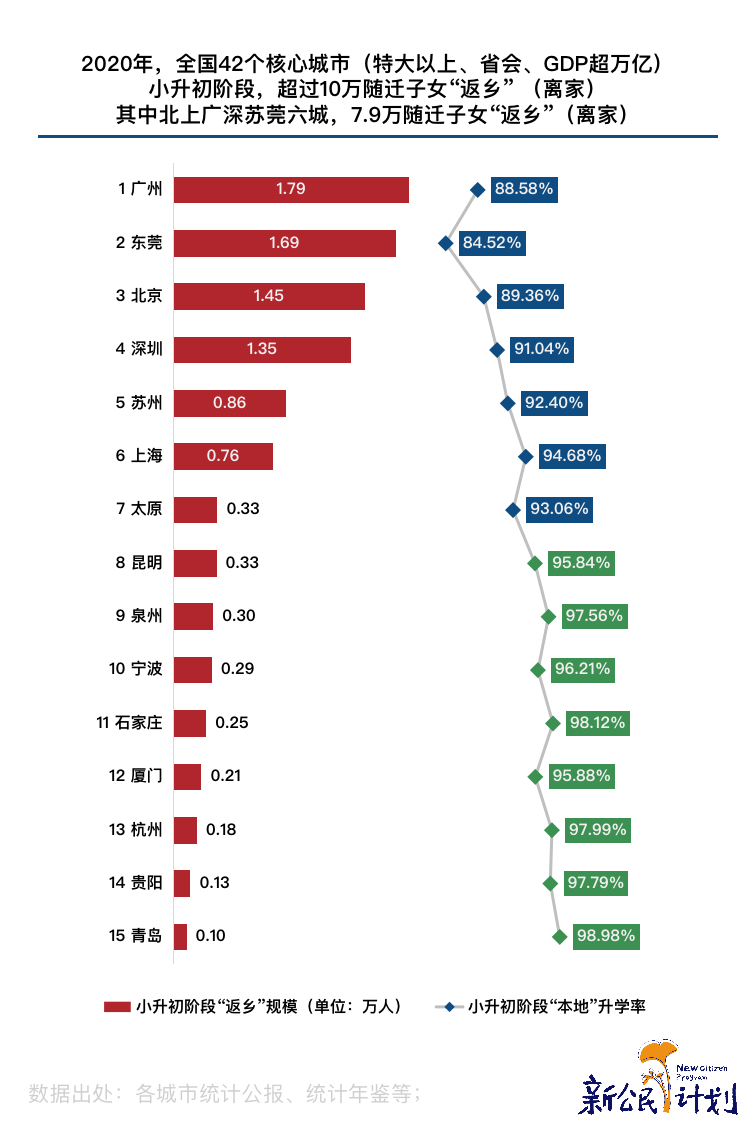 2020年，全国42个核心城市（特大以上、省会、GDP超万亿）
小升初阶段，超过10万随迁子女“返乡”（离家）
其中北上广深苏莞六城，7.9万随迁子女“返乡”（离家）
1 广州 1.79 88.58%
2 东莞 1.69 84.52%
3 北京 1.45 89.36%
4 深圳 1.35 91.04%
5 苏州 0.86 92.40%
6 上海 0.76 94.68%
7 太原 0.33 93.06%
8 昆明 0.33 95.84%
9 泉州 0.30 97.56%
10 宁波 0.29 96.21%
11 石家庄 0.25 98.12%
12 厦门 0.21 95.88%
13 杭州 0.18 97.99%
14 贵阳 0.13 97.79%
15 青岛 0.10 98.98%
小升初阶段“返乡”规模（单位：万人） 小升初阶段“本地”升学率
数据出处：各城市统计公报、统计年鉴等；
New Citizen
Program
新公民计划